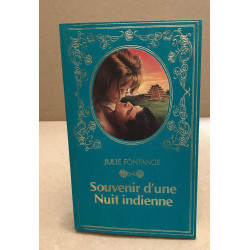 JULIE FONTANGE
Souvenir d'une
Nuit indienne